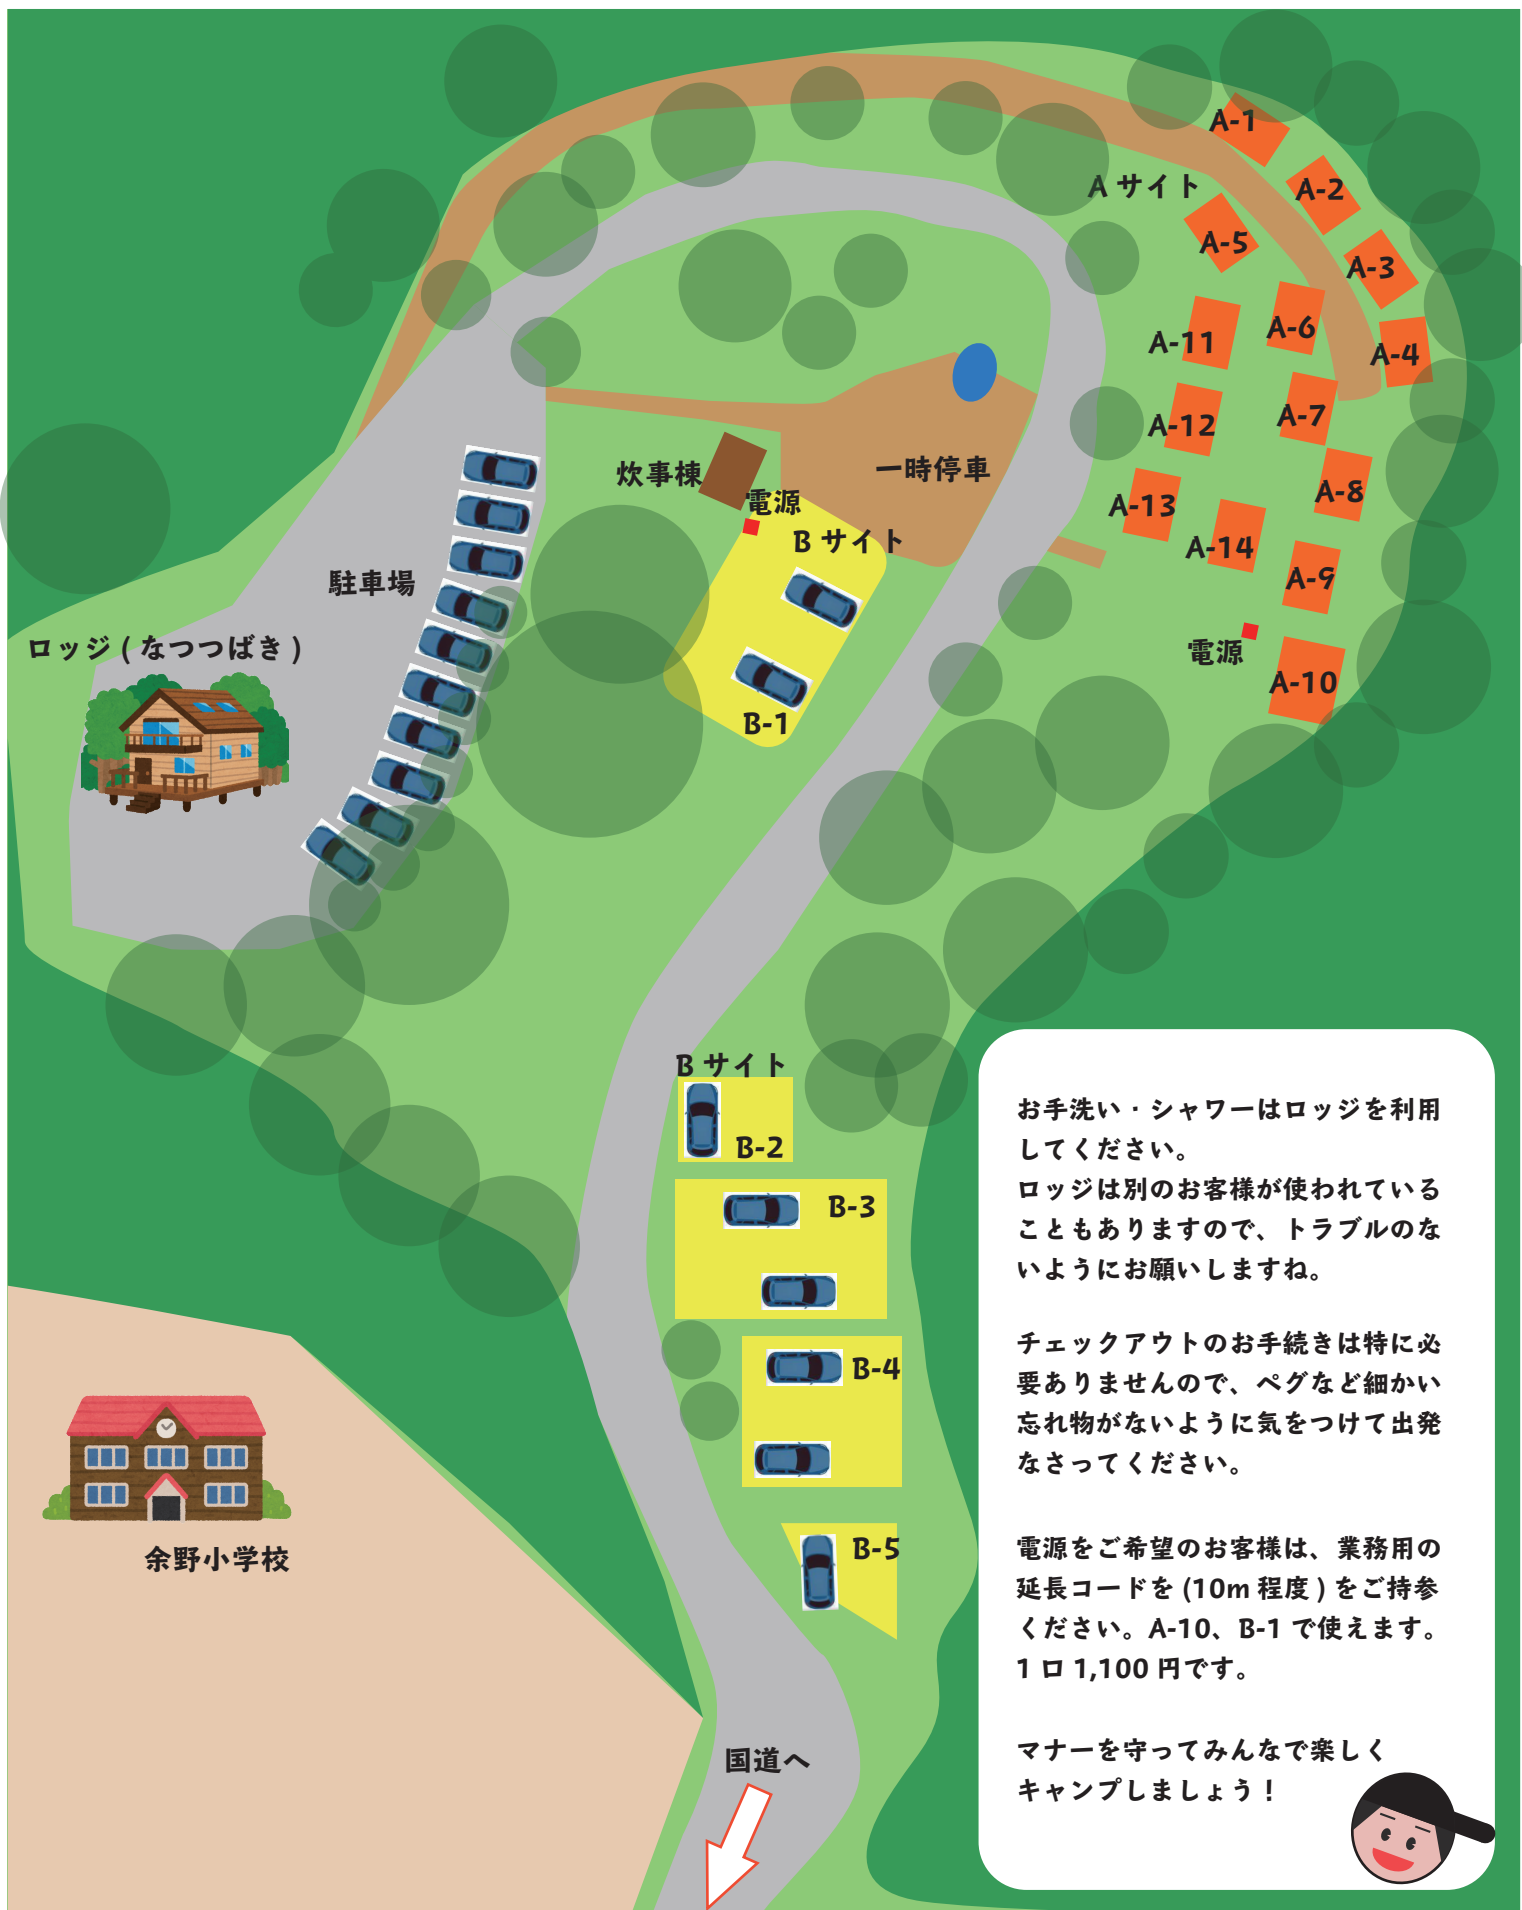 A-1
A サイト
A-2
A-5
A-3
A-11
A-6
A-4
A-12
A-7
炊事棟
一時停車
A-8
電源
A-13
B サイト
A-14
駐車場
A-9
ロッジ ( なつつばき )
電源
A-10
B-1
B サイト
B-2
B-3
B-4
B-5
余野小学校
国道へ
お手洗い・シャワーはロッジを利用
してください。
ロッジは別のお客様が使われている
こともありますので、トラブルのな
いようにお願いしますね。
チェックアウトのお手続きは特に必
要ありませんので、ペグなど細かい
忘れ物がないように気をつけて出発
なさってください。
電源をご希望のお客様は、業務用の
延長コードを (10m 程度 ) をご持参
ください。A-10、B-1 で使えます。
1 口 1,100 円です。
マナーを守ってみんなで楽しく
キャンプしましょう！